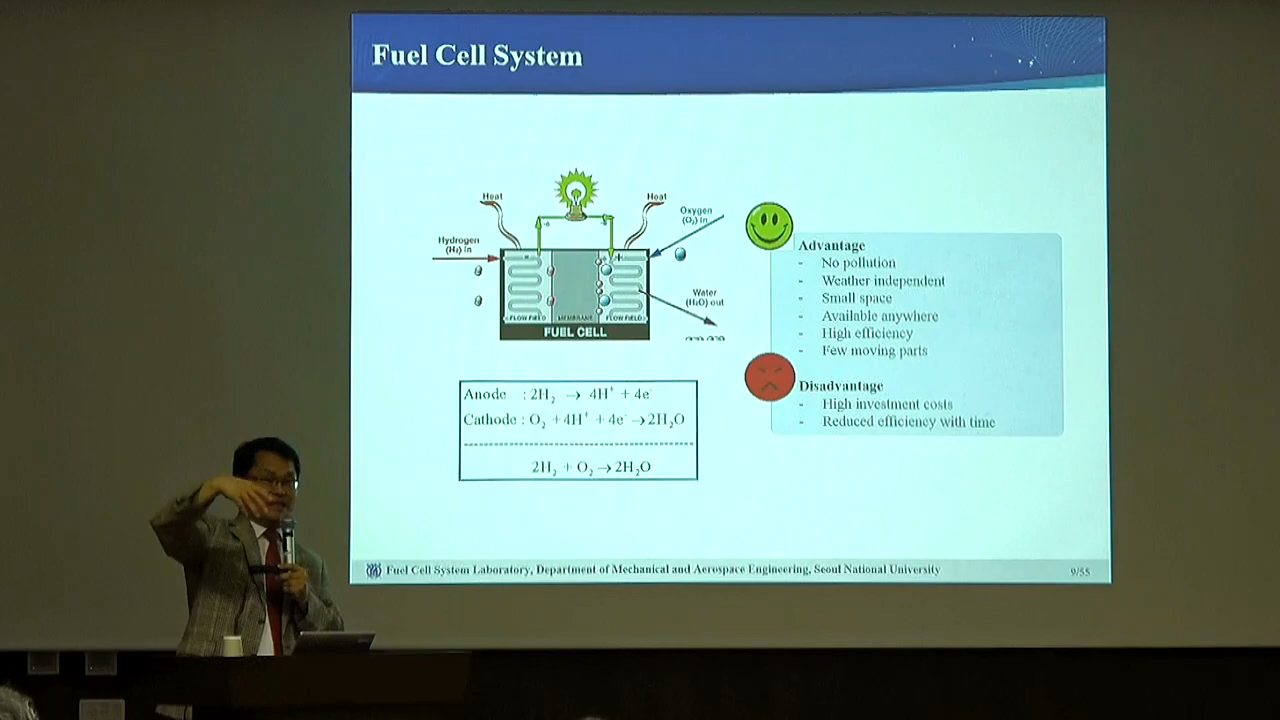 Fuel Cell System
Heat
Heat
Oxygen
(O₂) in
Hydrogen
(H₂) in
Water
(H₂O) out
- +
FLOW FIELD MEMBRANE FLOW FIELD
FUEL CELL
Anode : 2H₂ → 4H⁺ + 4e⁻
Cathode : O₂ + 4H⁺ + 4e⁻ → 2H₂O
2H₂ + O₂ → 2H₂O
Advantage
- No pollution
- Weather independent
- Small space
- Available anywhere
- High efficiency
- Few moving parts
Disadvantage
- High investment costs
- Reduced efficiency with time
Fuel Cell System Laboratory, Department of Mechanical and Aerospace Engineering, Seoul National University
9/55